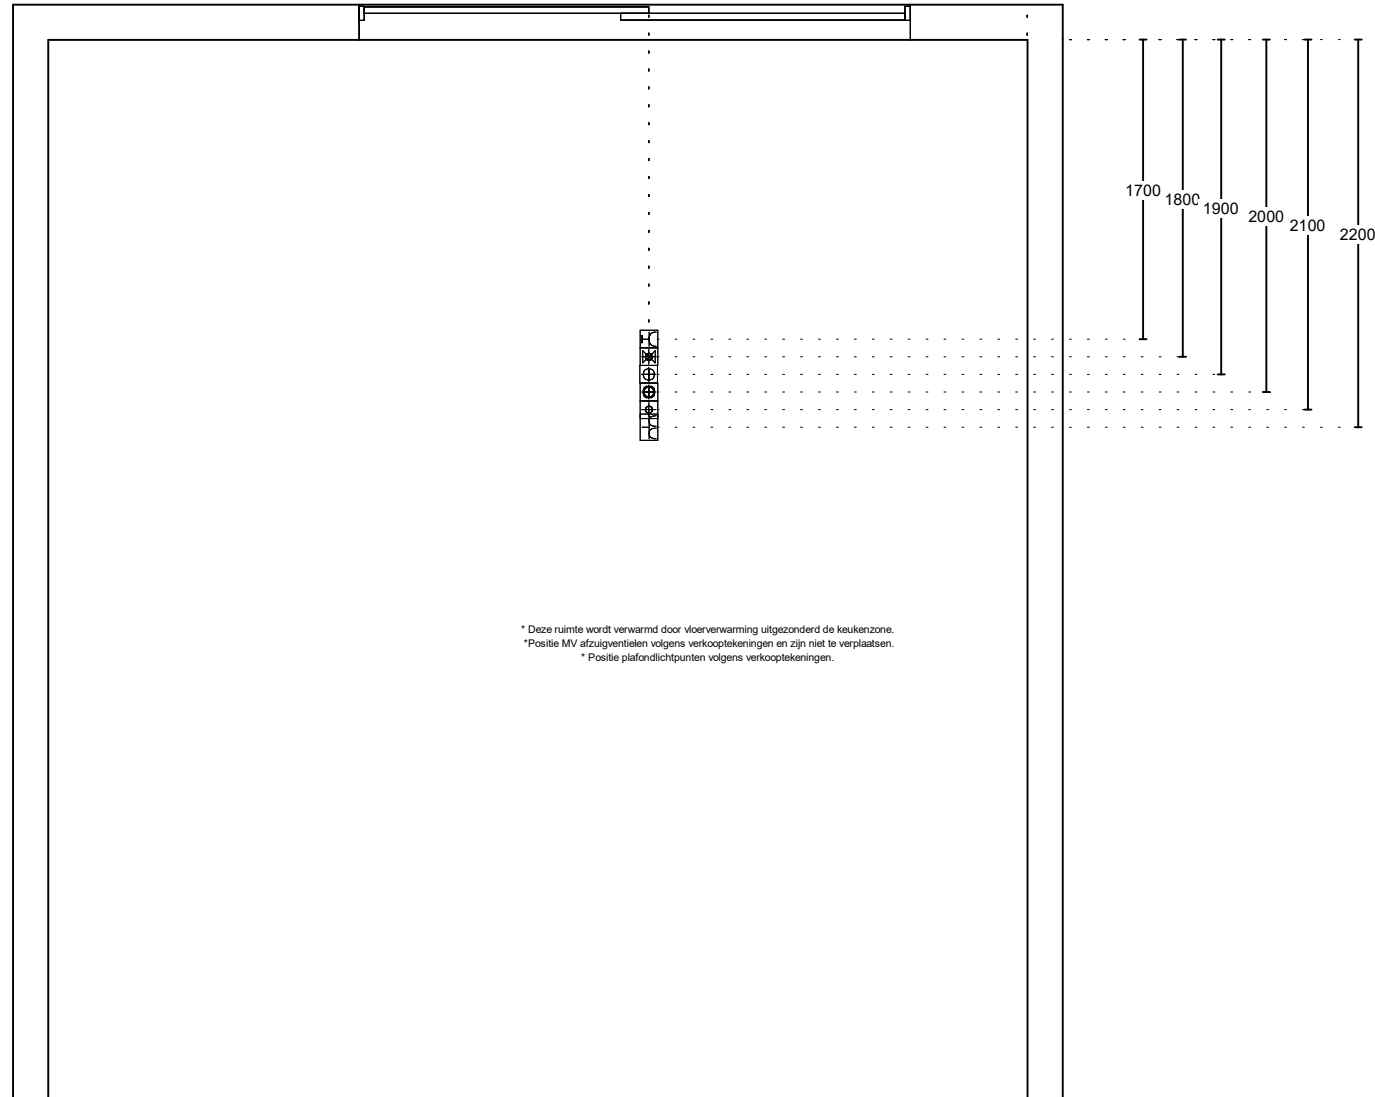 1700
1800
1900
2000
2100
2200
* Deze ruimte wordt verwarmd door vloerverwarming uitgezonderd de keukenzone.
*Positie MV afzuigventielen volgens verkooptekeningen en zijn niet te verplaatsen.
* Positie plafondlichtpunten volgens verkooptekeningen.